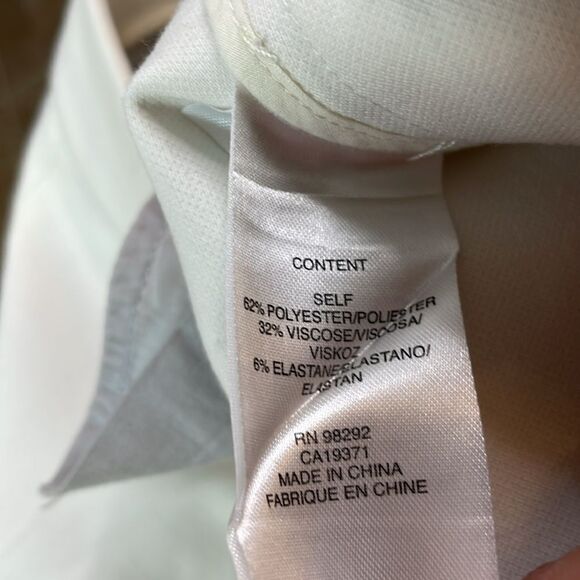 CONTENT
SELF
62% POLYESTER/POLIESTER
32% VISCOSE/VISCOSA/
VISKOZ
6% ELASTANE/ELASTANO/
ELASTAN
RN 98292
CA19371
MADE IN CHINA
FABRIQUE EN CHINE